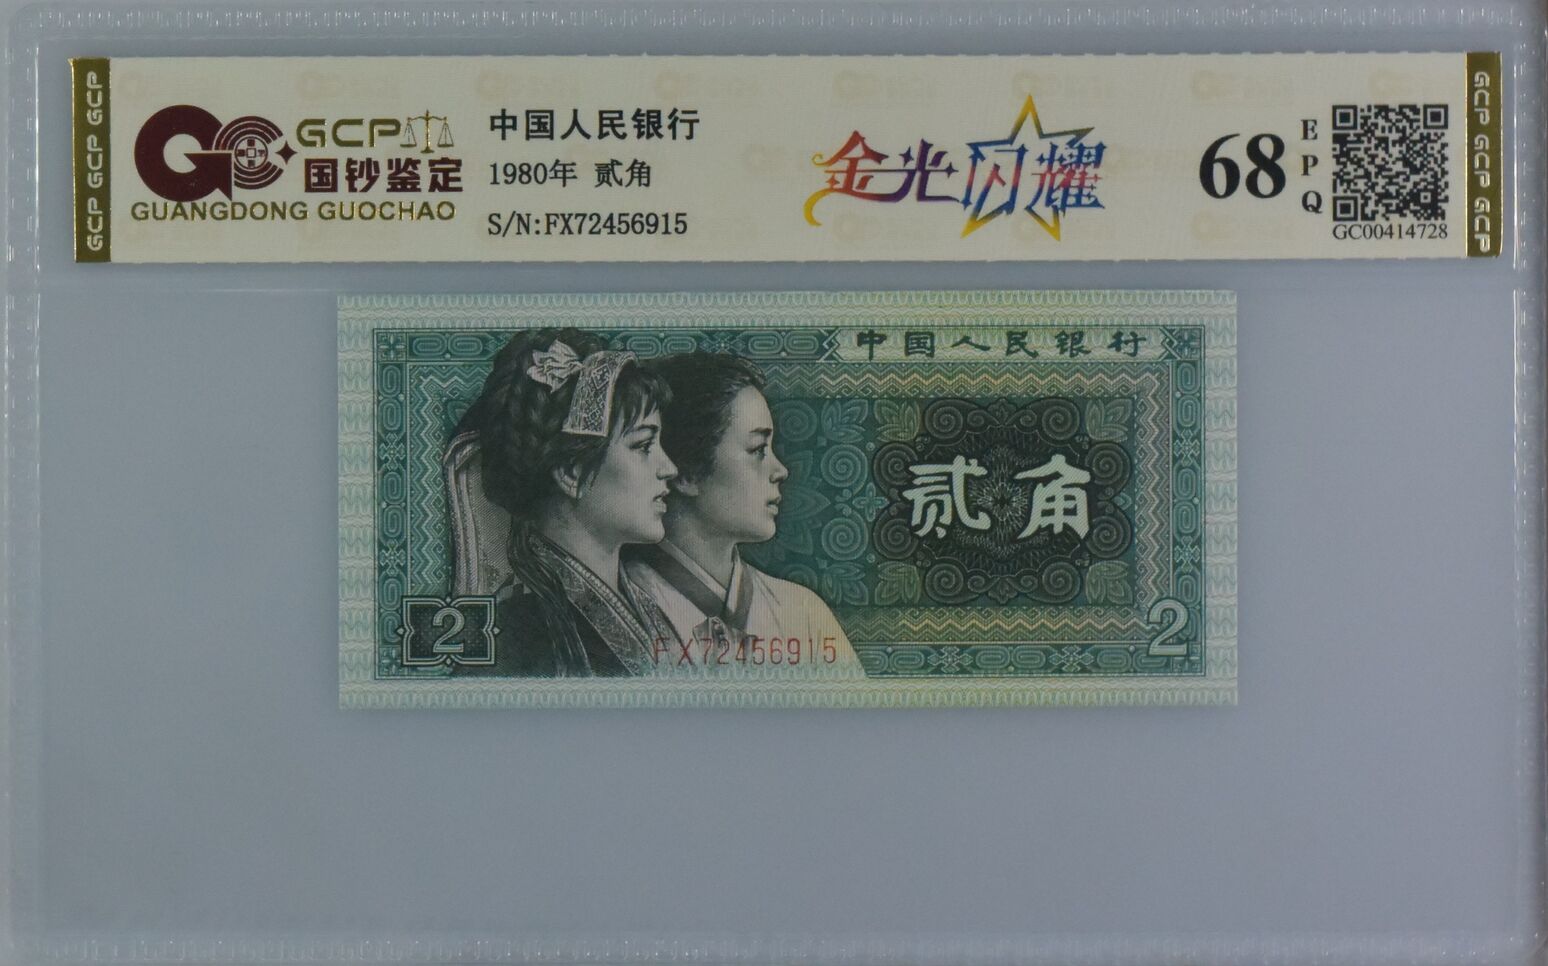 GCP GCP GCP
GCP
国钞鉴定
GUANGDONG GUOCHAO
中国人民银行
1980年 贰角
S/N:FX72456915
金光闪耀
68
EPQ
GC00414728
GCP GCP GCP
中国人民银行
贰角
2
FX72456915
2